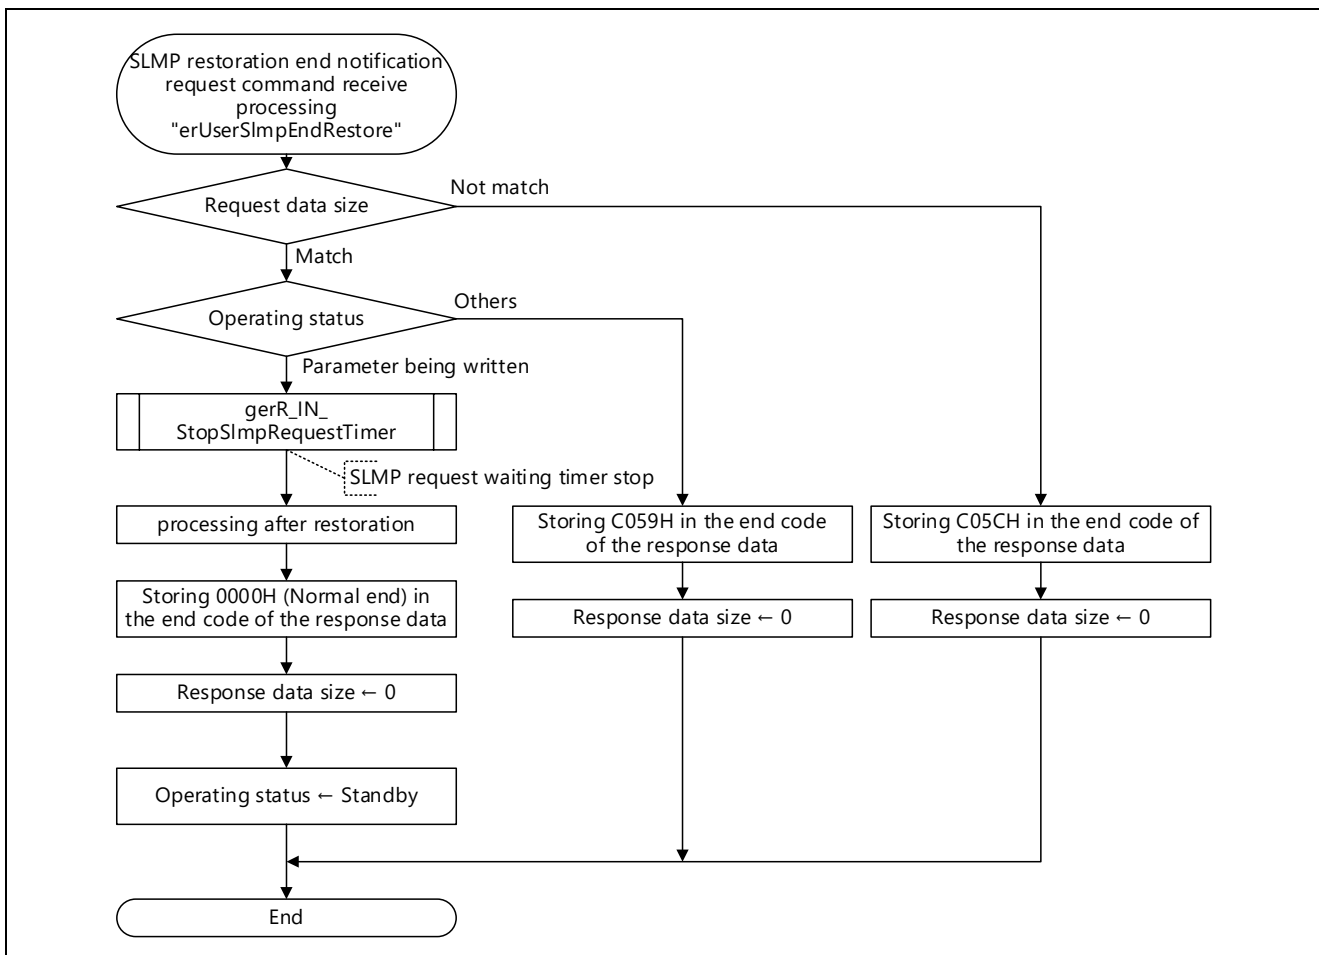 SLMP restoration end notification
request command receive
processing
"erUserSlmpEndRestore"
Request data size
Not match
Match
Operating status
Others
Parameter being written
gerR_IN_
StopSlmpRequestTimer
SLMP request waiting timer stop
processing after restoration
Storing 0000H (Normal end) in
the end code of the response data
Response data size ← 0
Operating status ← Standby
Storing C059H in the end code
of the response data
Response data size ← 0
Storing C05CH in the end code of
the response data
Response data size ← 0
End